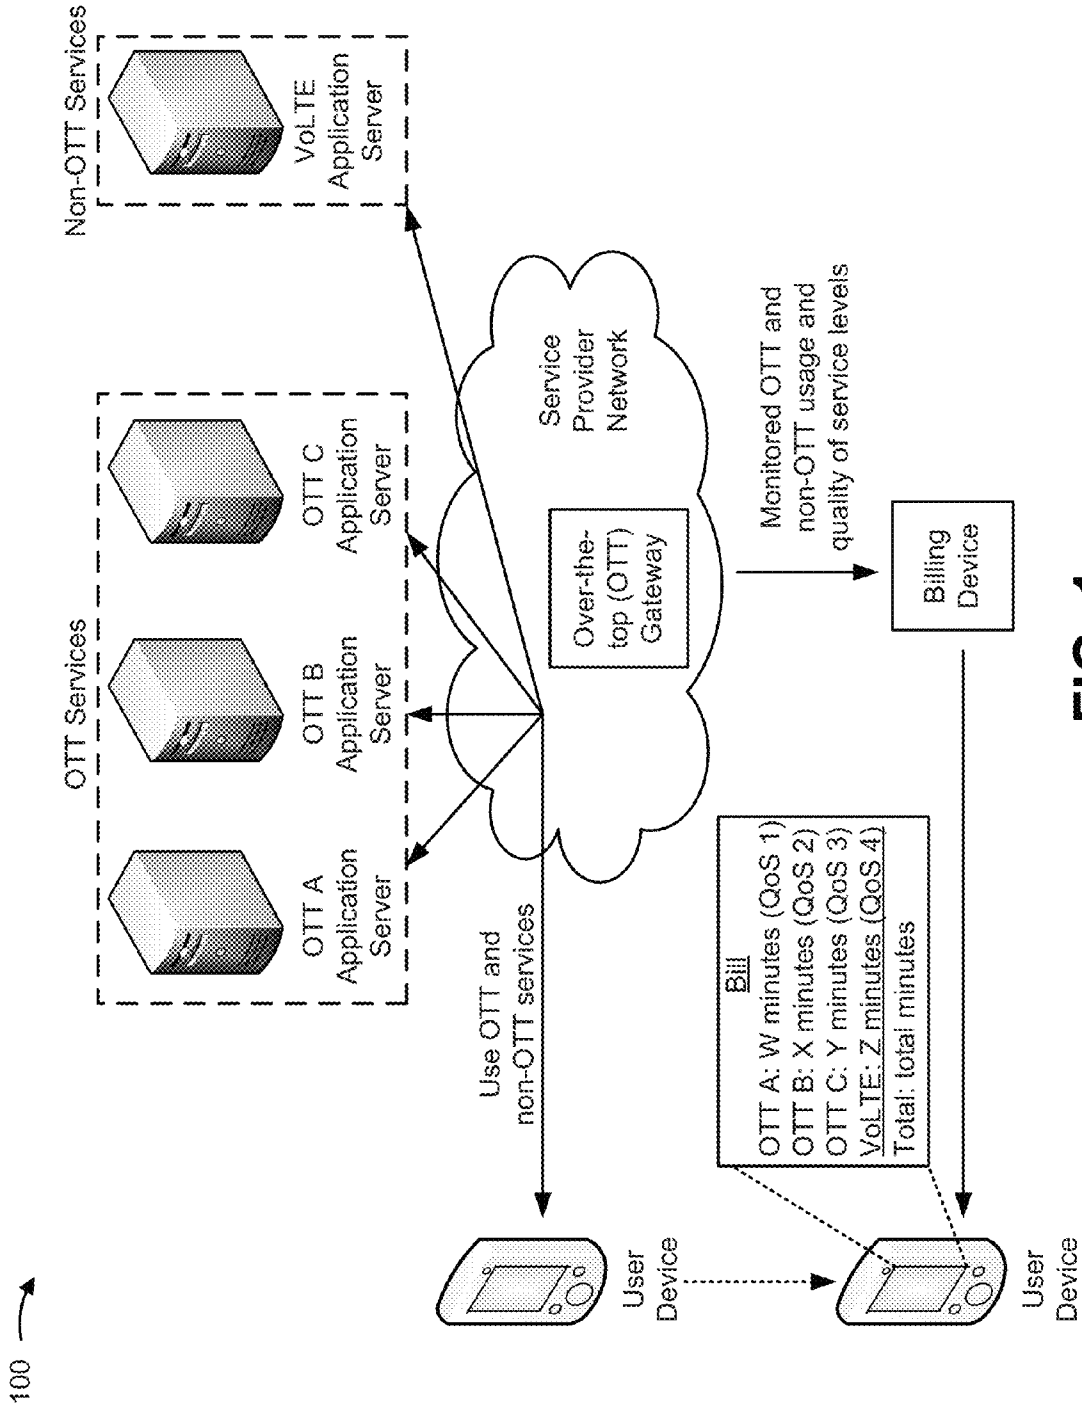 100
OTT Services
Non-OTT Services
OTT A
Application
Server
OTT B
Application
Server
OTT C
Application
Server
VoLTE
Application
Server
Use OTT and
non-OTT services
Service
Provider
Network
Over-the-
top (OTT)
Gateway
User
Device
Monitored OTT and
non-OTT usage and
quality of service levels
Bill
OTT A: W minutes (QoS 1)
OTT B: X minutes (QoS 2)
OTT C: Y minutes (QoS 3)
VoLTE: Z minutes (QoS 4)
Total: total minutes
Billing
Device
User
Device